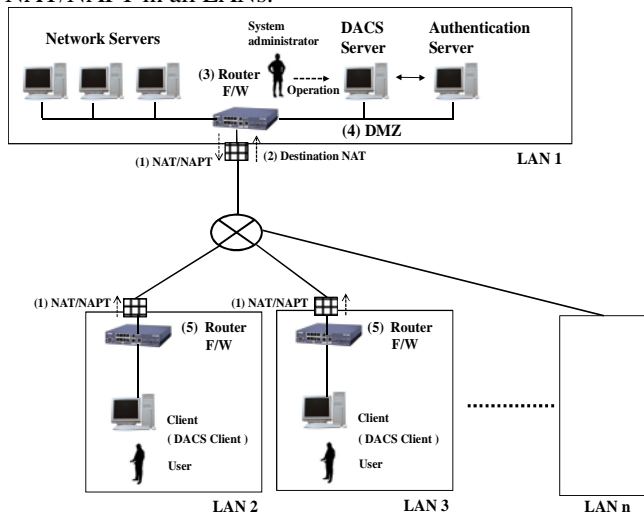 NAT/NAPT in all LANs.
Network Servers
System
administrator
DACS
Server
Authentication
Server
(3) Router
F/W
Operation
(4) DMZ
(1) NAT/NAPT
(2) Destination NAT
LAN 1
(1) NAT/NAPT
(1) NAT/NAPT
(5) Router
F/W
(5) Router
F/W
Client
( DACS Client )
User
Client
( DACS Client )
User
LAN 2
LAN 3
LAN n